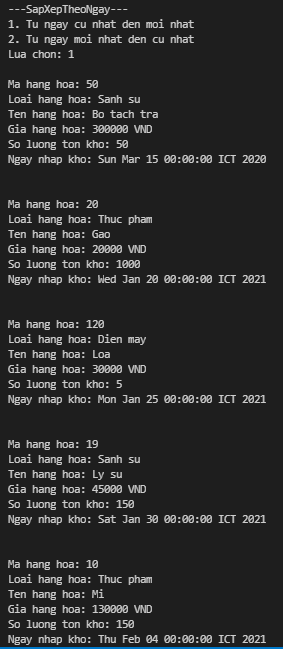 ---SapXepTheoNgay---
1. Tu ngay cu nhat den moi nhat
2. Tu ngay moi nhat den cu nhat
Lua chon: 1
Ma hang hoa: 50
Loai hang hoa: Sanh su
Ten hang hoa: Bo tach tra
Gia hang hoa: 300000 VND
So luong ton kho: 50
Ngay nhap kho: Sun Mar 15 00:00:00 ICT 2020
Ma hang hoa: 20
Loai hang hoa: Thuc pham
Ten hang hoa: Gao
Gia hang hoa: 20000 VND
So luong ton kho: 1000
Ngay nhap kho: Wed Jan 20 00:00:00 ICT 2021
Ma hang hoa: 120
Loai hang hoa: Dien may
Ten hang hoa: Loa
Gia hang hoa: 30000 VND
So luong ton kho: 5
Ngay nhap kho: Mon Jan 25 00:00:00 ICT 2021
Ma hang hoa: 19
Loai hang hoa: Sanh su
Ten hang hoa: Ly su
Gia hang hoa: 45000 VND
So luong ton kho: 150
Ngay nhap kho: Sat Jan 30 00:00:00 ICT 2021
Ma hang hoa: 10
Loai hang hoa: Thuc pham
Ten hang hoa: Mi
Gia hang hoa: 130000 VND
So luong ton kho: 150
Ngay nhap kho: Thu Feb 04 00:00:00 ICT 2021